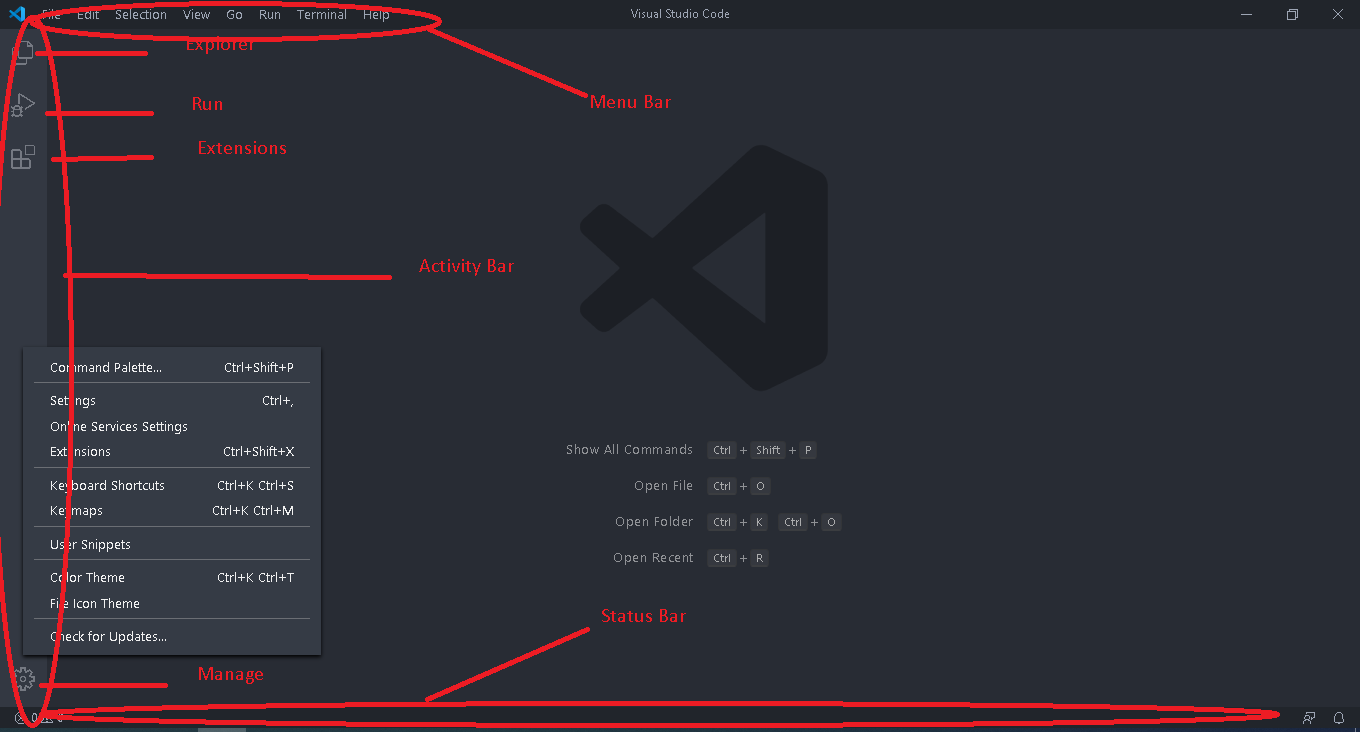 File Edit Selection View Go Run Terminal Help
Visual Studio Code
Explorer
Menu Bar
Run
Extensions
Activity Bar
Command Palette... Ctrl+Shift+P
Settings Ctrl+,
Online Services Settings
Extensions Ctrl+Shift+X
Keyboard Shortcuts Ctrl+K Ctrl+S
Keymaps Ctrl+K Ctrl+M
User Snippets
Color Theme Ctrl+K Ctrl+T
File Icon Theme
Check for Updates...
Show All Commands Ctrl + Shift + P
Open File Ctrl + O
Open Folder Ctrl + K Ctrl + O
Open Recent Ctrl + R
Status Bar
Manage
0